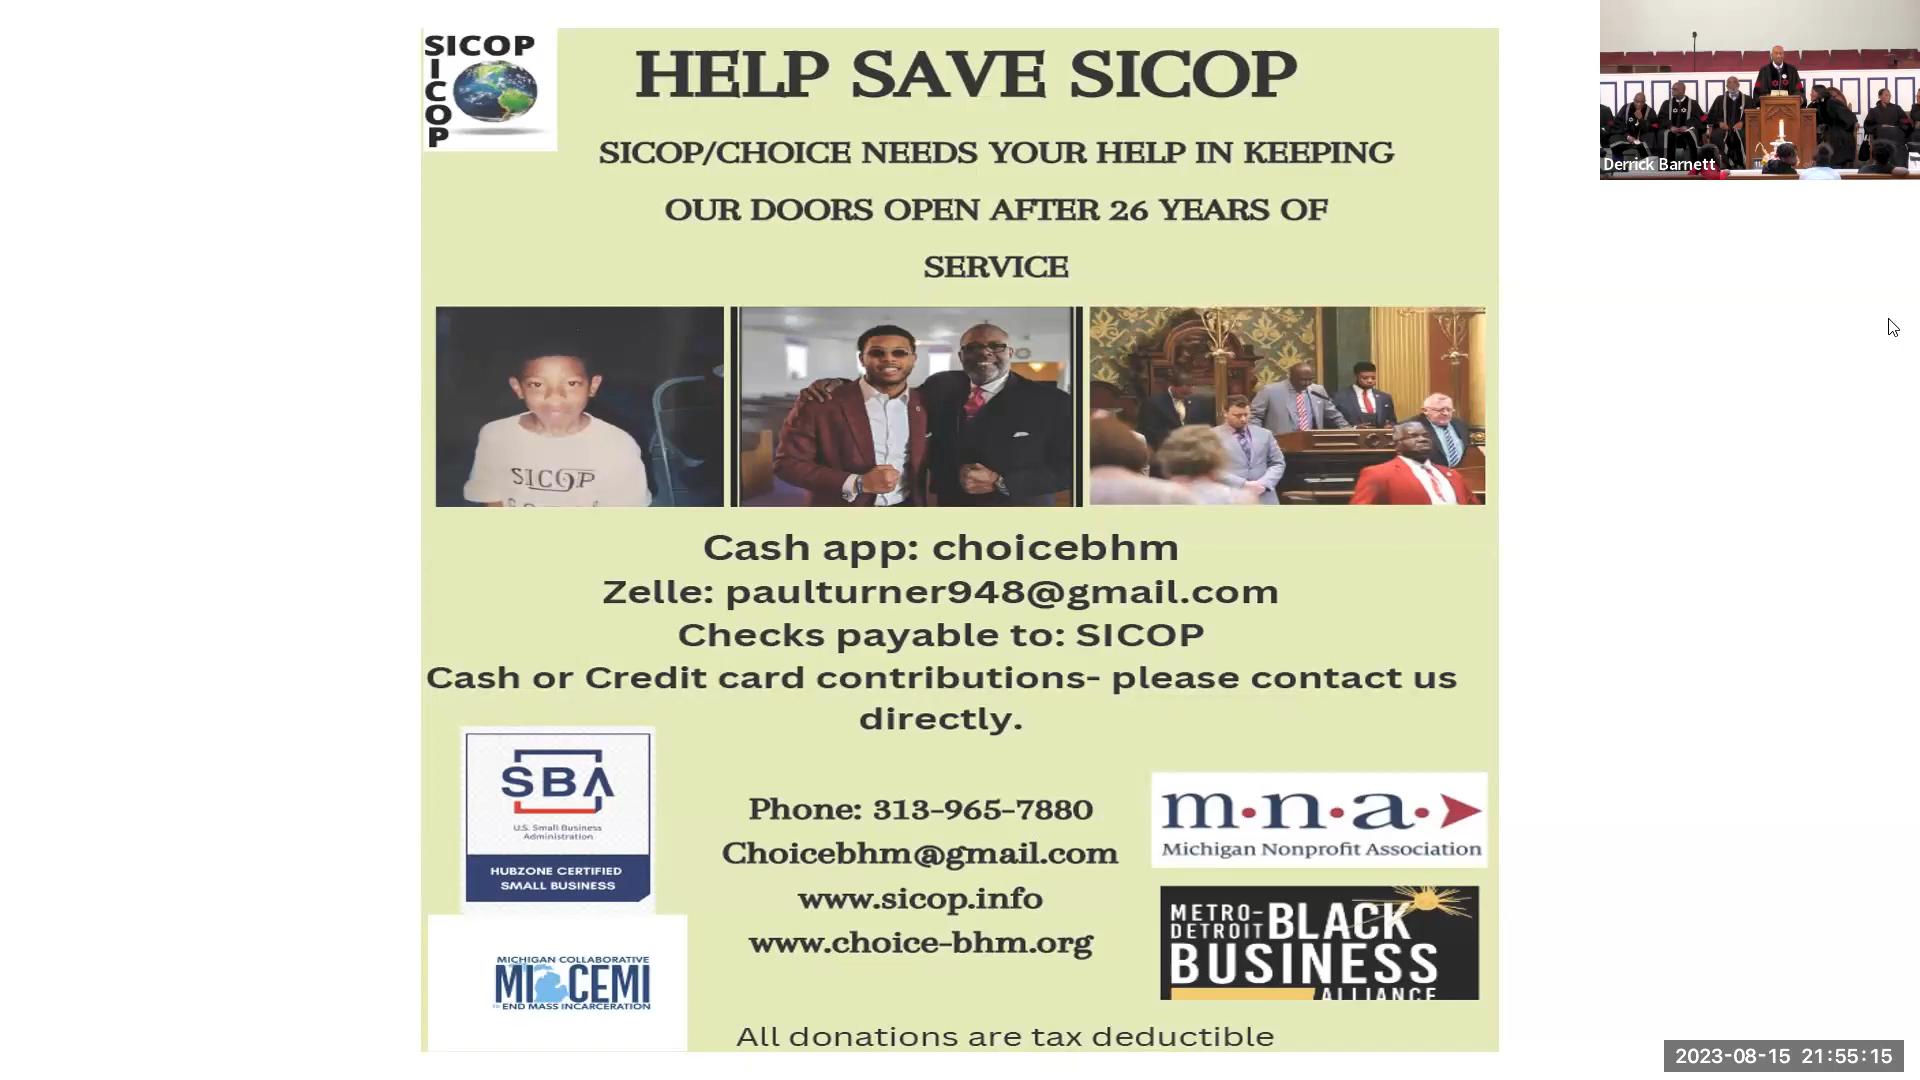 SICOP
I
C
O
P
HELP SAVE SICOP
SICOP/CHOICE NEEDS YOUR HELP IN KEEPING
OUR DOORS OPEN AFTER 26 YEARS OF
SERVICE
Derrick Barnett
SICOP
Cash app: choicebhm
Zelle: paulturner948@gmail.com
Checks payable to: SICOP
Cash or Credit card contributions- please contact us
directly.
SBA
U.S. Small Business
Administration
HUBZONE CERTIFIED
SMALL BUSINESS
Phone: 313-965-7880
Choicebhm@gmail.com
www.sicop.info
www.choice-bhm.org
m·n·a·
Michigan Nonprofit Association
METRO-
DETROIT BLACK
BUSINESS
ALLIANCE
MICHIGAN COLLABORATIVE
MI CEMI
TO END MASS INCARCERATION
All donations are tax deductible
2023-08-15 21:55:15